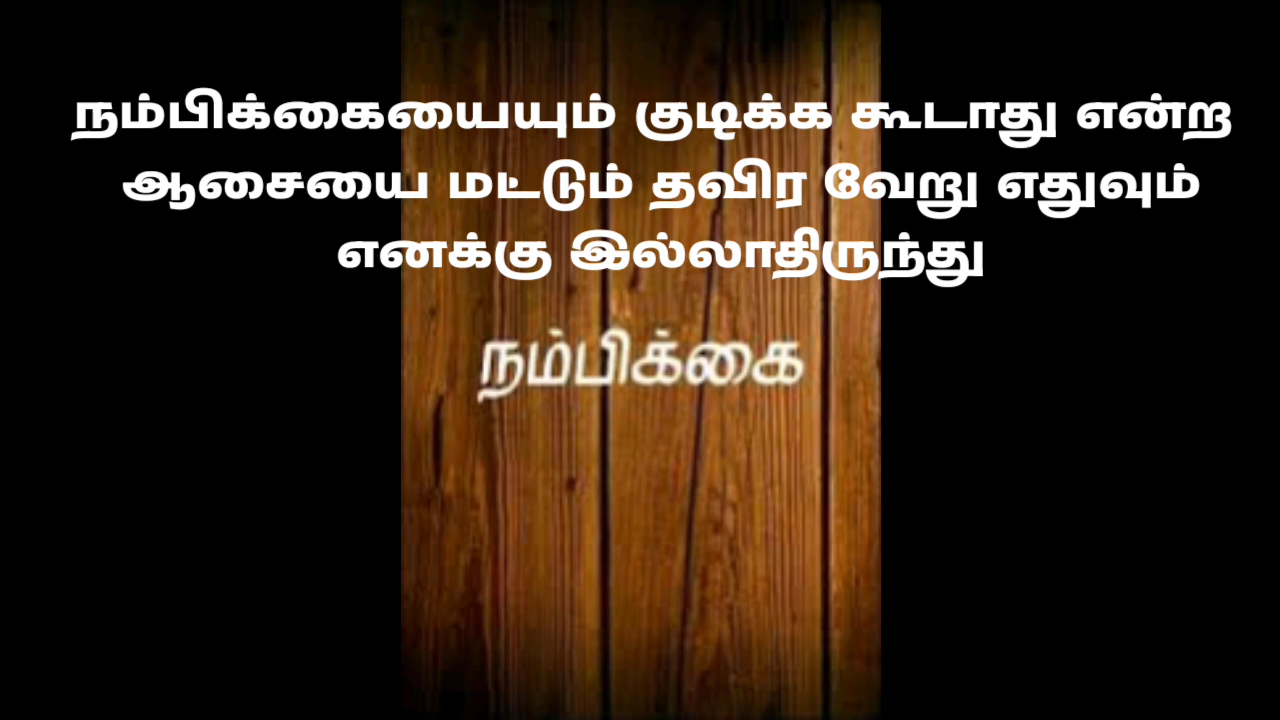 நம்பிக்கையையும் குடிக்க கூடாது என்ற
ஆசையை மட்டும் தவிர வேறு எதுவும்
எனக்கு இல்லாதிருந்து
நம்பிக்கை